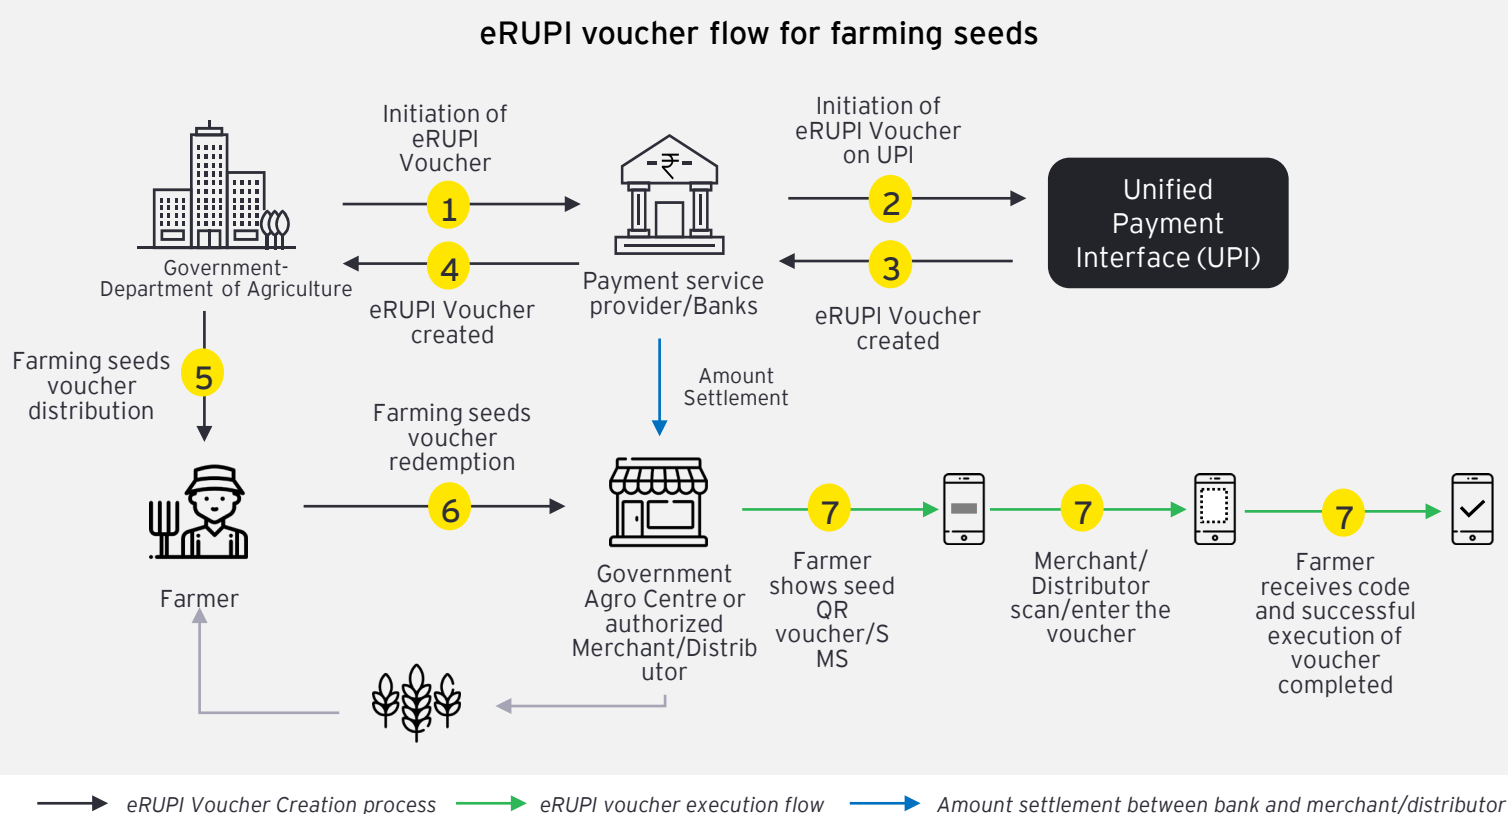 eRUPI voucher flow for farming seeds
Initiation of
eRUPI
Voucher
1
4
eRUPI Voucher
created
Government-
Department of Agriculture
₹
Payment service
provider/Banks
Initiation of
eRUPI Voucher
on UPI
2
3
eRUPI Voucher
created
Unified
Payment
Interface (UPI)
Farming seeds
voucher
distribution
5
Amount
Settlement
Farmer
Farming seeds
voucher
redemption
6
Government
Agro Centre or
authorized
Merchant/Distrib
utor
7
Farmer
shows seed
QR
voucher/S
MS
7
Merchant/
Distributor
scan/enter the
voucher
7
Farmer
receives code
and successful
execution of
voucher
completed
eRUPI Voucher Creation process
eRUPI voucher execution flow
Amount settlement between bank and merchant/distributor